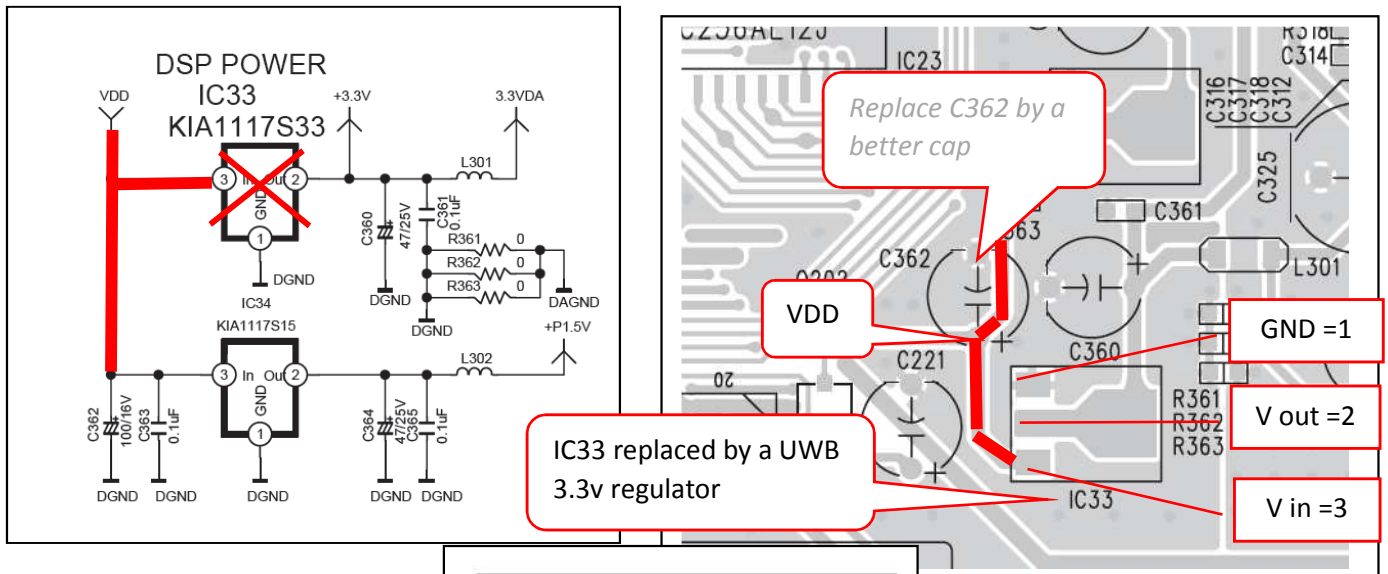 DSP POWER
VDD
IC33
+3.3V
3.3VDA
KIA1117S33
L301
3
In
Out
2
GND
1
DGND
C360
47/25V
C361
0.1uF
R361
0
R362
0
R363
0
DGND
DGND
DAGND
IC34
KIA1117S15
+P1.5V
L302
3
In
Out
2
GND
1
C362
100/16V
C363
0.1uF
C364
47/25V
C365
0.1uF
DGND
DGND
DGND
DGND
DGND
IC23
R318
C314
C316
C317
C318
C312
Replace C362 by a
better cap
C325
C361
C362
L301
VDD
GND =1
C360
C221
20
R361
R362
R363
V out =2
IC33 replaced by a UWB
3.3v regulator
IC33
V in =3